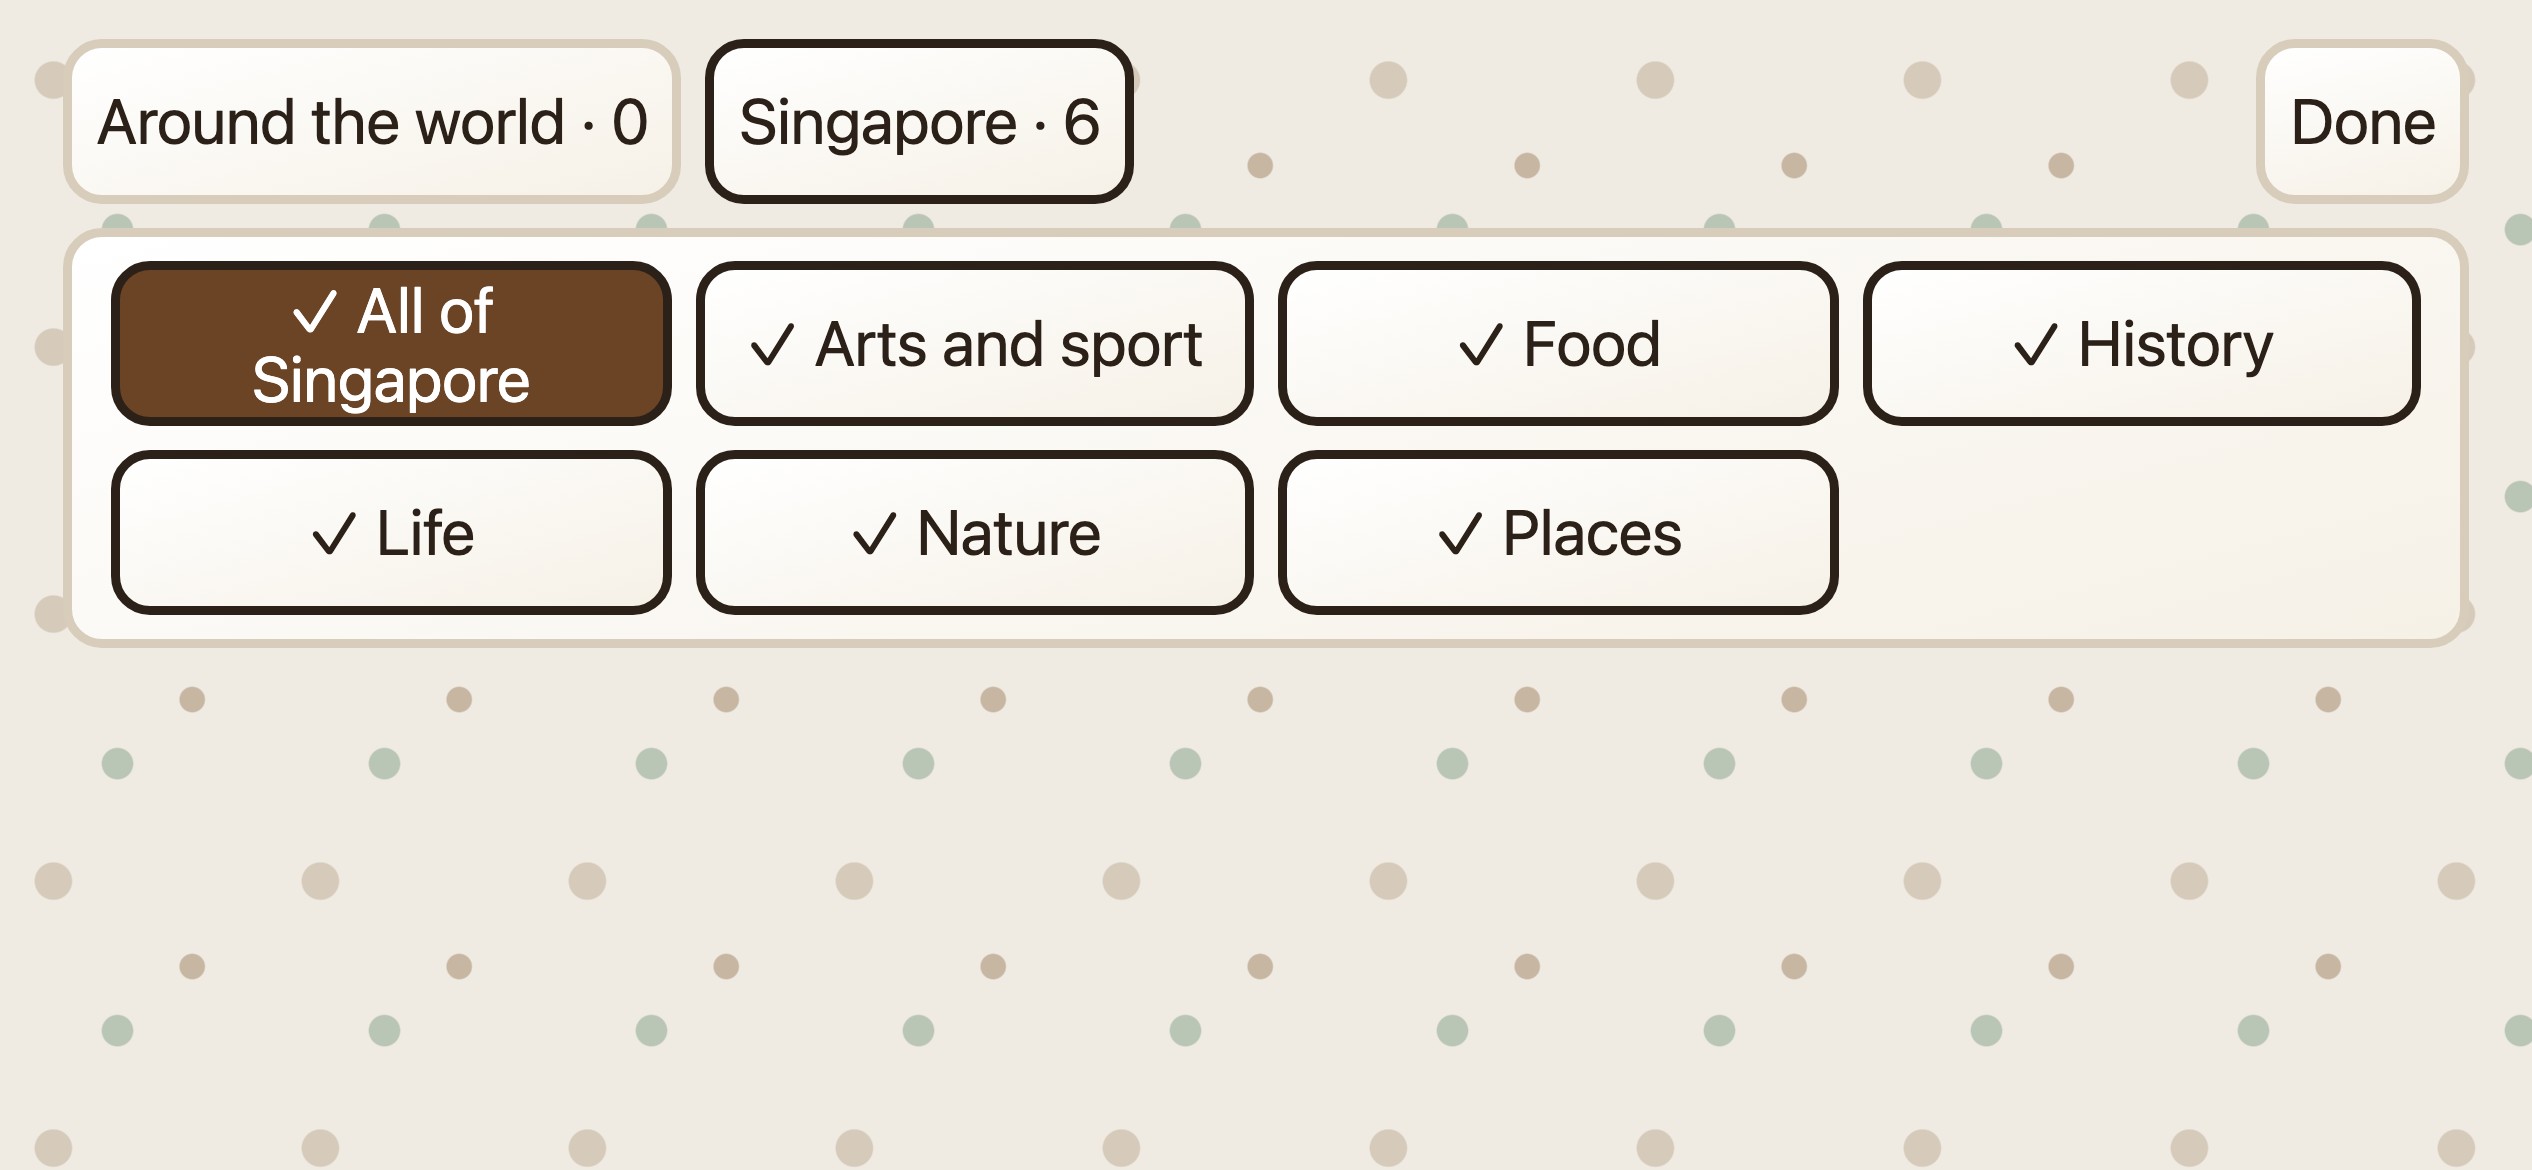 Around the world · 0
Singapore · 6
Done
✓ All of
Singapore
✓ Arts and sport
✓ Food
✓ History
✓ Life
✓ Nature
✓ Places